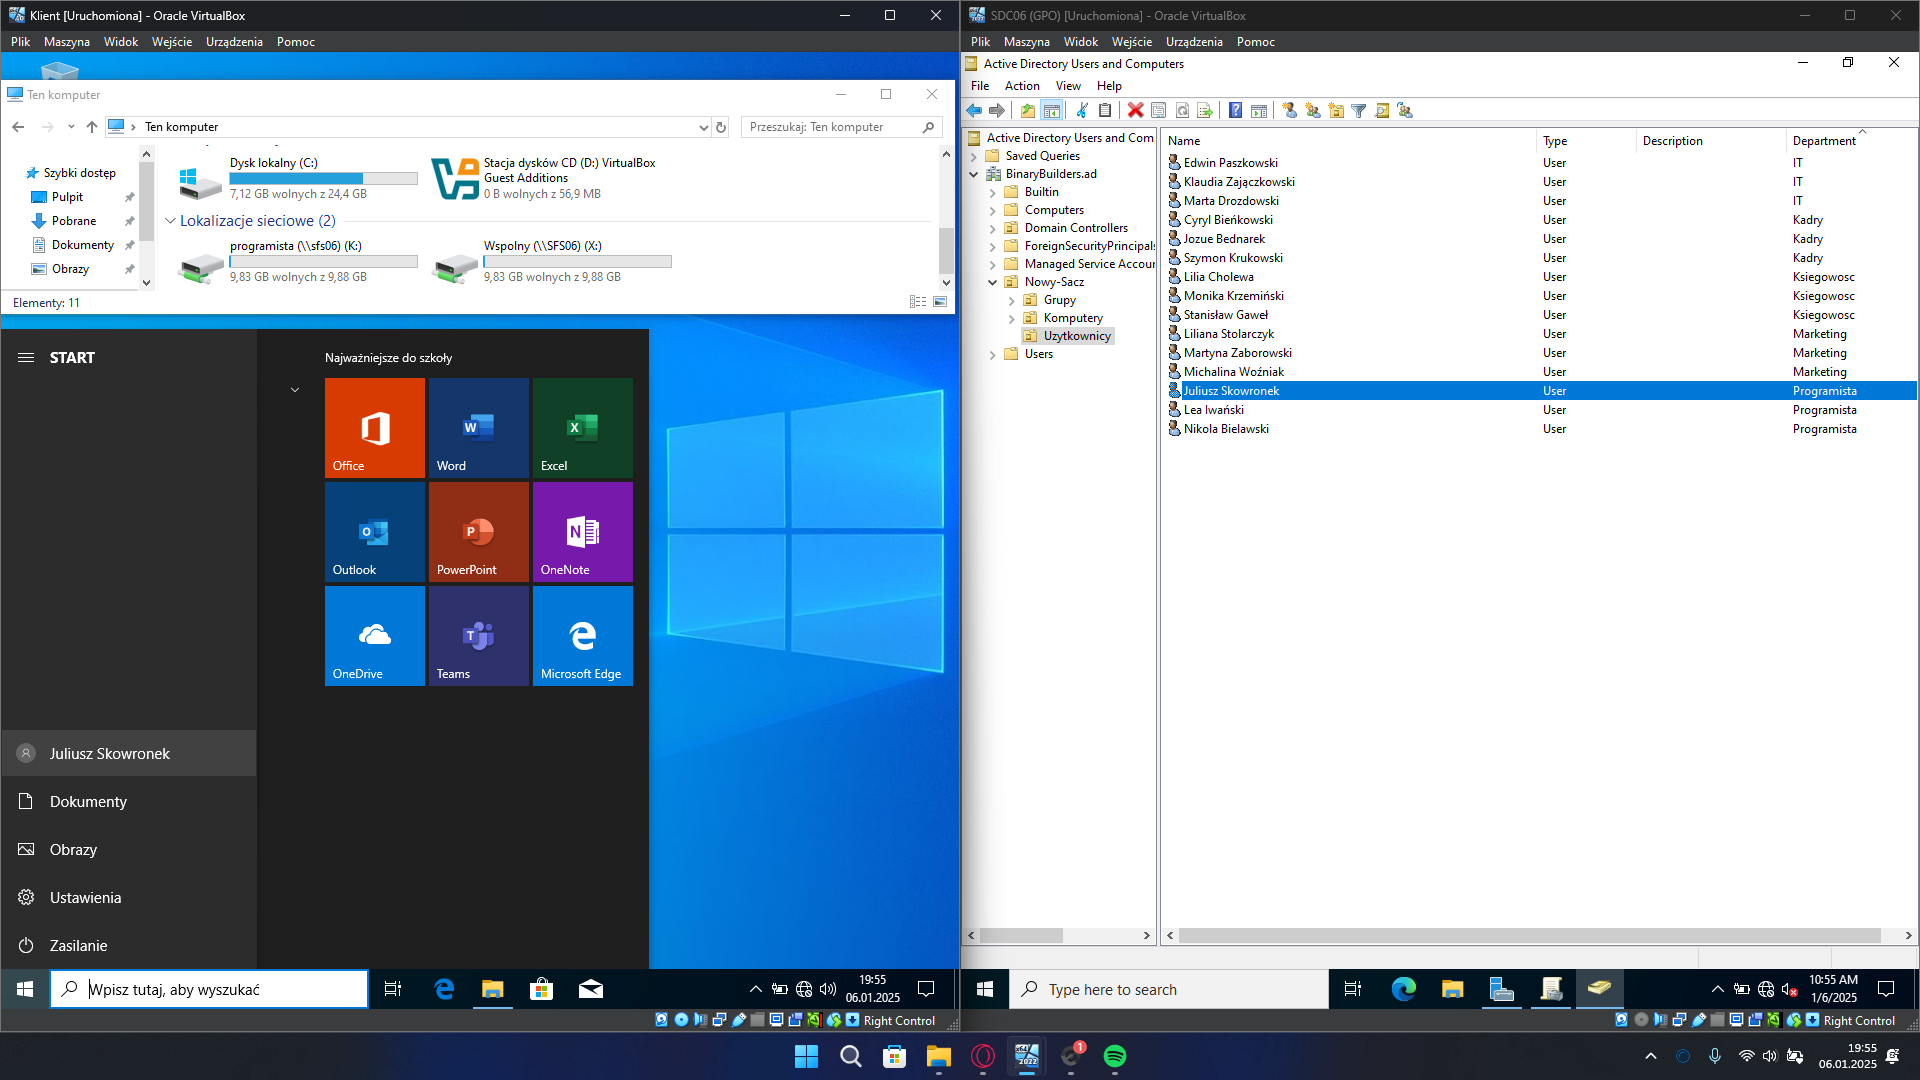 Klient [Uruchomiona] - Oracle VirtualBox
Plik Maszyna Widok Wejście Urządzenia Pomoc
Ten komputer
Ten komputer
Przeszukaj: Ten komputer
Szybki dostęp
Pulpit
Pobrane
Dokumenty
Obrazy
Dysk lokalny (C:)
7,12 GB wolnych z 24,4 GB
Stacja dysków CD (D:) VirtualBox
Guest Additions
0 B wolnych z 56,9 MB
Lokalizacje sieciowe (2)
programista (\\sfs06) (K:)
9,83 GB wolnych z 9,88 GB
Wspolny (\\SFS06) (X:)
9,83 GB wolnych z 9,88 GB
Elementy: 11
START
Najważniejsze do szkoły
Office
Word
Excel
Outlook
PowerPoint
OneNote
OneDrive
Teams
Microsoft Edge
Juliusz Skowronek
Dokumenty
Obrazy
Ustawienia
Zasilanie
Wpisz tutaj, aby wyszukać
19:55
06.01.2025
Right Control
SDC06 (GPO) [Uruchomiona] - Oracle VirtualBox
Plik Maszyna Widok Wejście Urządzenia Pomoc
Active Directory Users and Computers
File Action View Help
Active Directory Users and Com
Saved Queries
BinaryBuilders.ad
Builtin
Computers
Domain Controllers
ForeignSecurityPrincipals
Managed Service Accour
Nowy-Sacz
Grupy
Komputery
Uzytkownicy
Users
Name Type Description Department
Edwin Paszkowski User IT
Klaudia Zajączkowski User IT
Marta Drozdowski User IT
Cyryl Bieńkowski User Kadry
Jozue Bednarek User Kadry
Szymon Krukowski User Kadry
Lilia Cholewa User Ksiegowosc
Monika Krzemiński User Ksiegowosc
Stanisław Gaweł User Ksiegowosc
Liliana Stolarczyk User Marketing
Martyna Zaborowski User Marketing
Michalina Woźniak User Marketing
Juliusz Skowronek User Programista
Lea Iwański User Programista
Nikola Bielawski User Programista
Type here to search
10:55 AM
1/6/2025
Right Control
1
19:55
06.01.2025